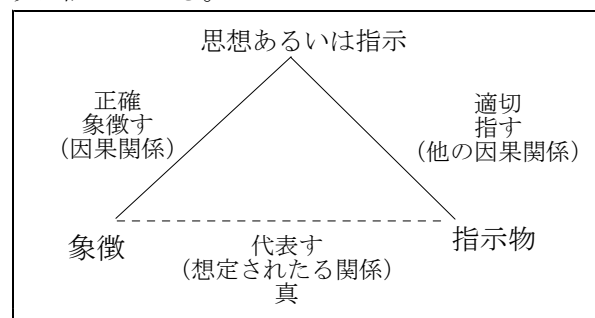 思想あるいは指示
正確
象徴す
(因果関係)
適切
指す
(他の因果関係)
象徴
指示物
代表す
(想定されたる関係)
真